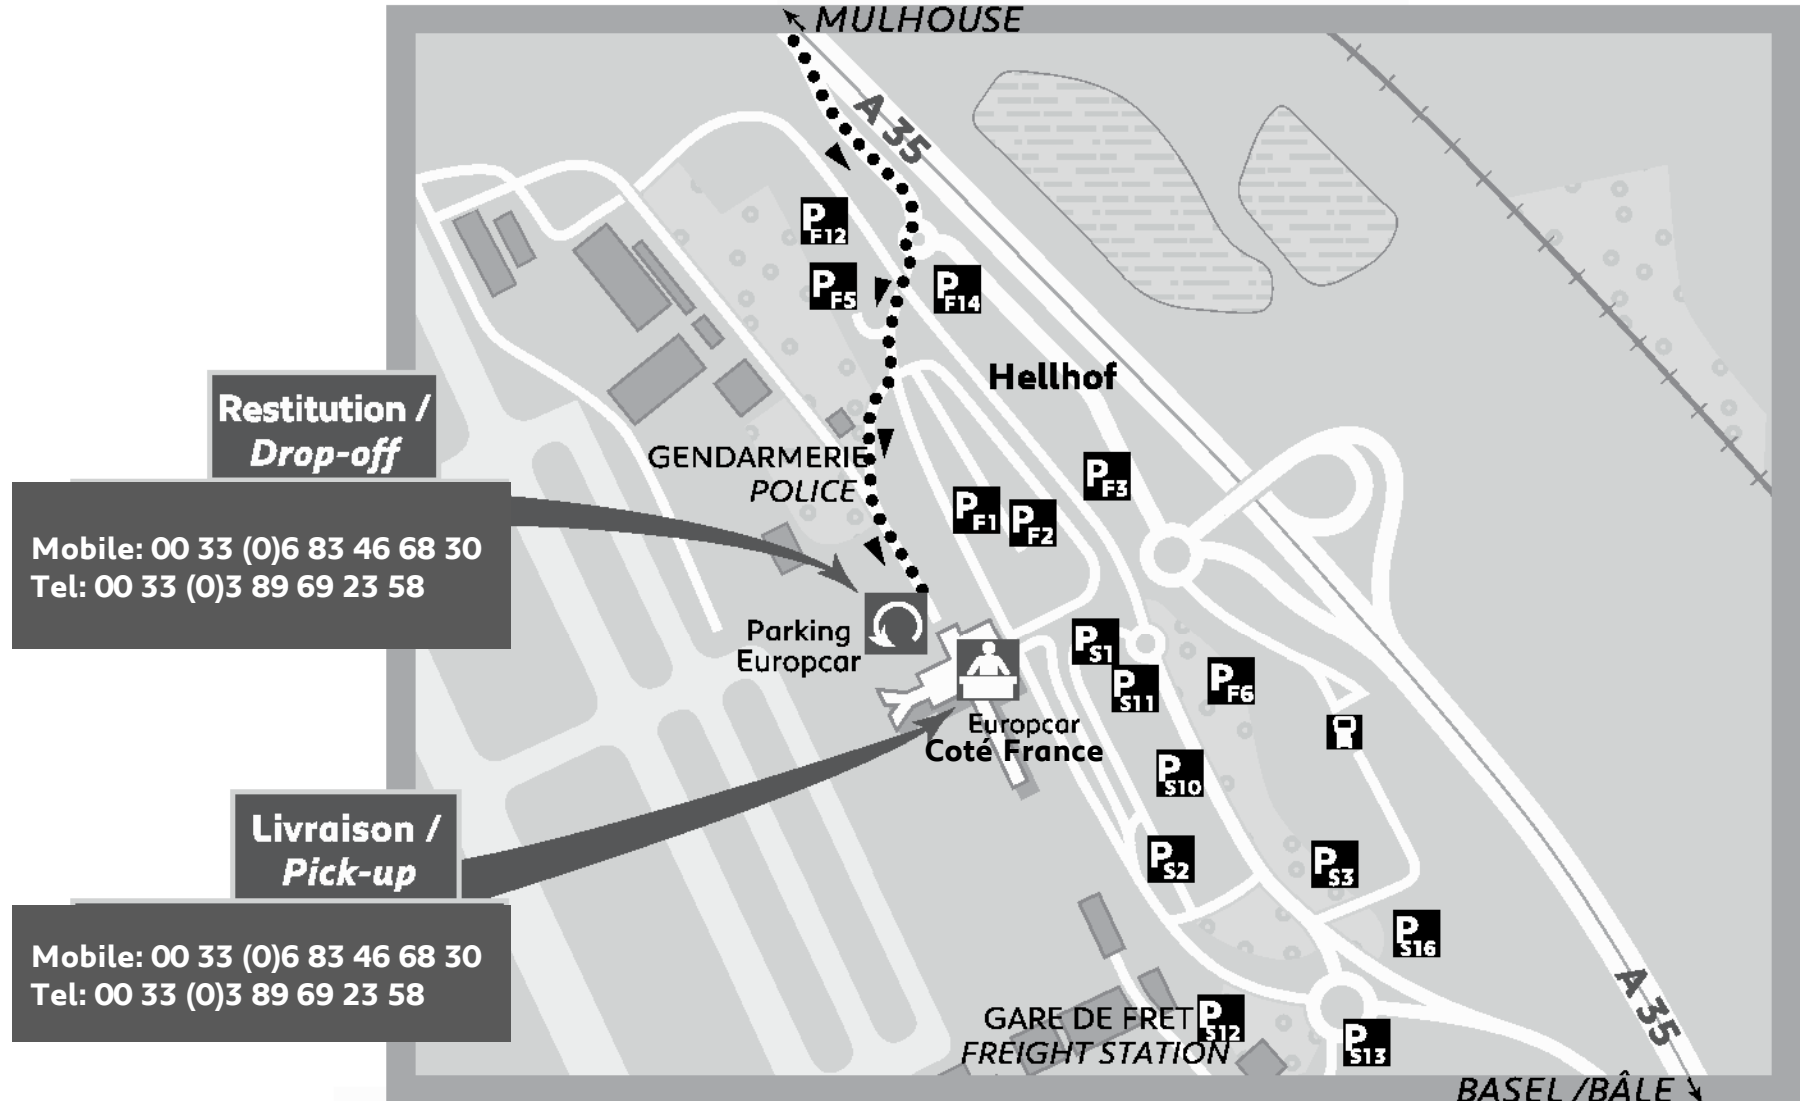 MULHOUSE
A 35
P F12
P F5
P F14
Hellhof
Restitution /
Drop-off
Mobile: 00 33 (0)6 83 46 68 30
Tel: 00 33 (0)3 89 69 23 58
GENDARMERIE
POLICE
P F3
P F1
P F2
Parking
Europcar
P S1
P S11
P F6
Europcar
Coté France
P S10
Livraison /
Pick-up
Mobile: 00 33 (0)6 83 46 68 30
Tel: 00 33 (0)3 89 69 23 58
P S2
P S3
P S16
A 35
GARE DE FRET
FREIGHT STATION
P S12
P S13
BASEL /BÂLE